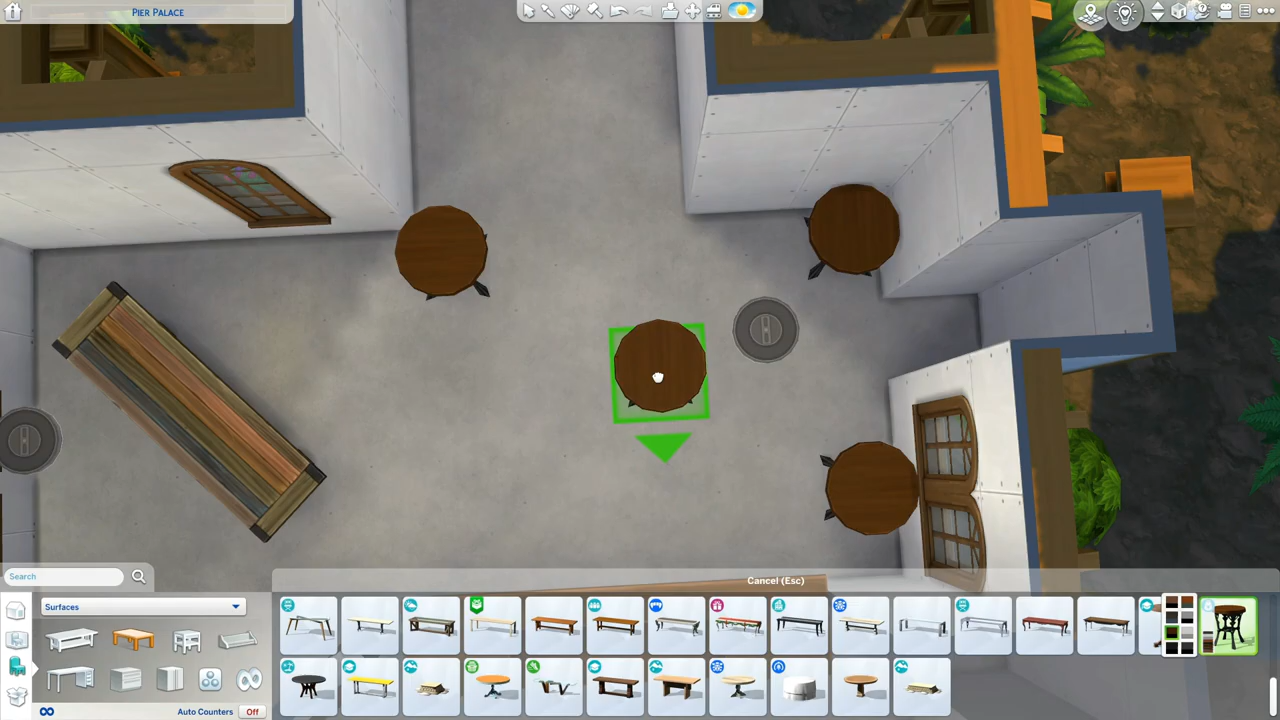 PIER PALACE
Cancel (Esc)
Search
Surfaces
Auto Counters
Off